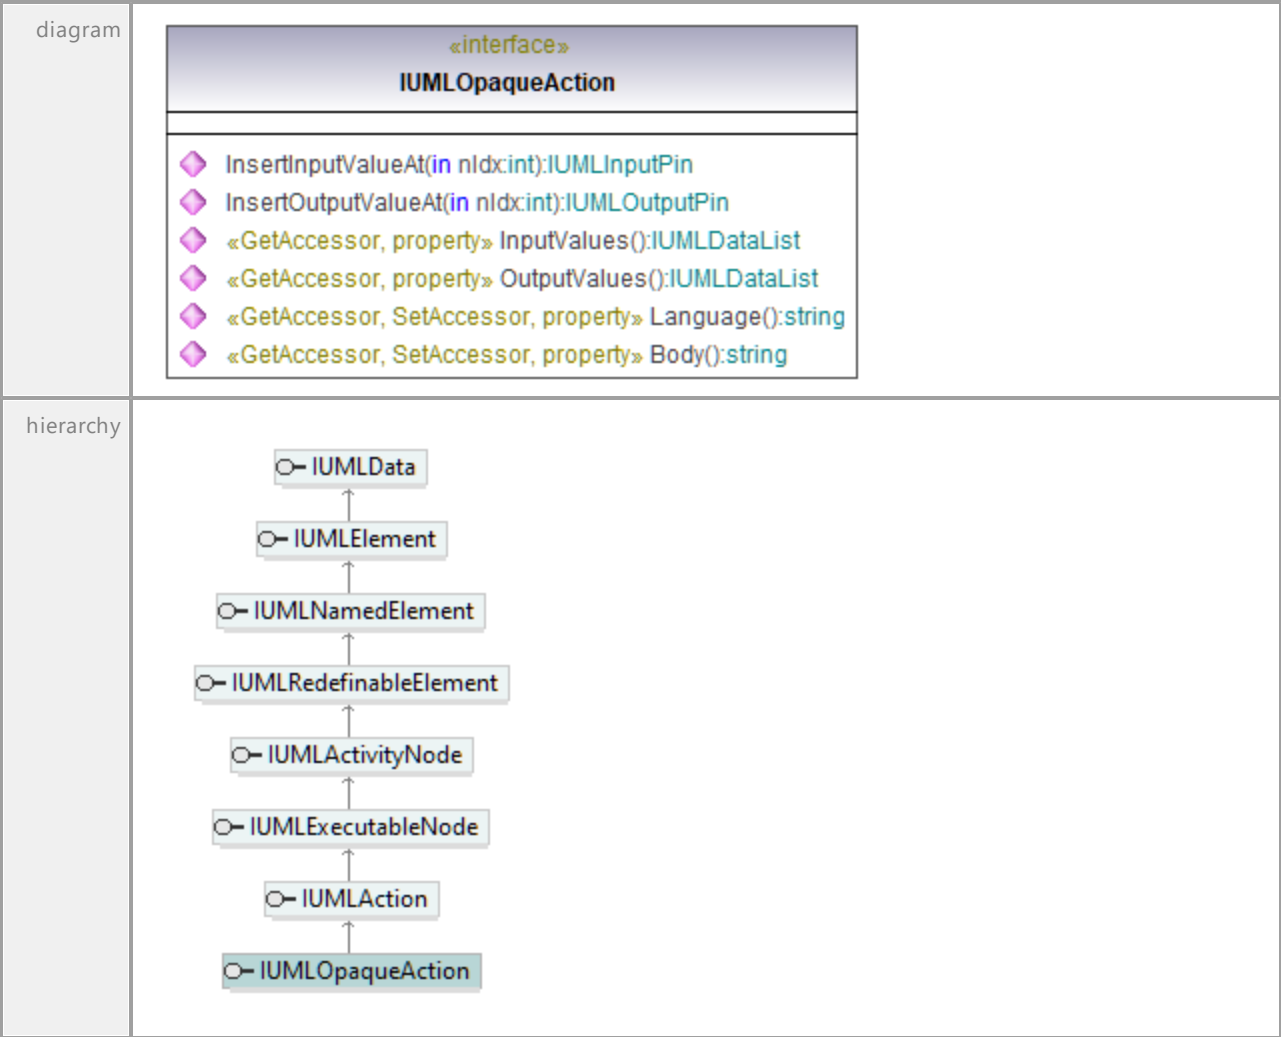 diagram
«interface»
IUMLOpaqueAction
InsertInputValueAt(in nIdx:int):IUMLInputPin
InsertOutputValueAt(in nIdx:int):IUMLOutputPin
«GetAccessor, property» InputValues():IUMLDataList
«GetAccessor, property» OutputValues():IUMLDataList
«GetAccessor, SetAccessor, property» Language():string
«GetAccessor, SetAccessor, property» Body():string
hierarchy
IUMLData
IUMLElement
IUMLNamedElement
IUMLRedefinableElement
IUMLActivityNode
IUMLExecutableNode
IUMLAction
IUMLOpaqueAction